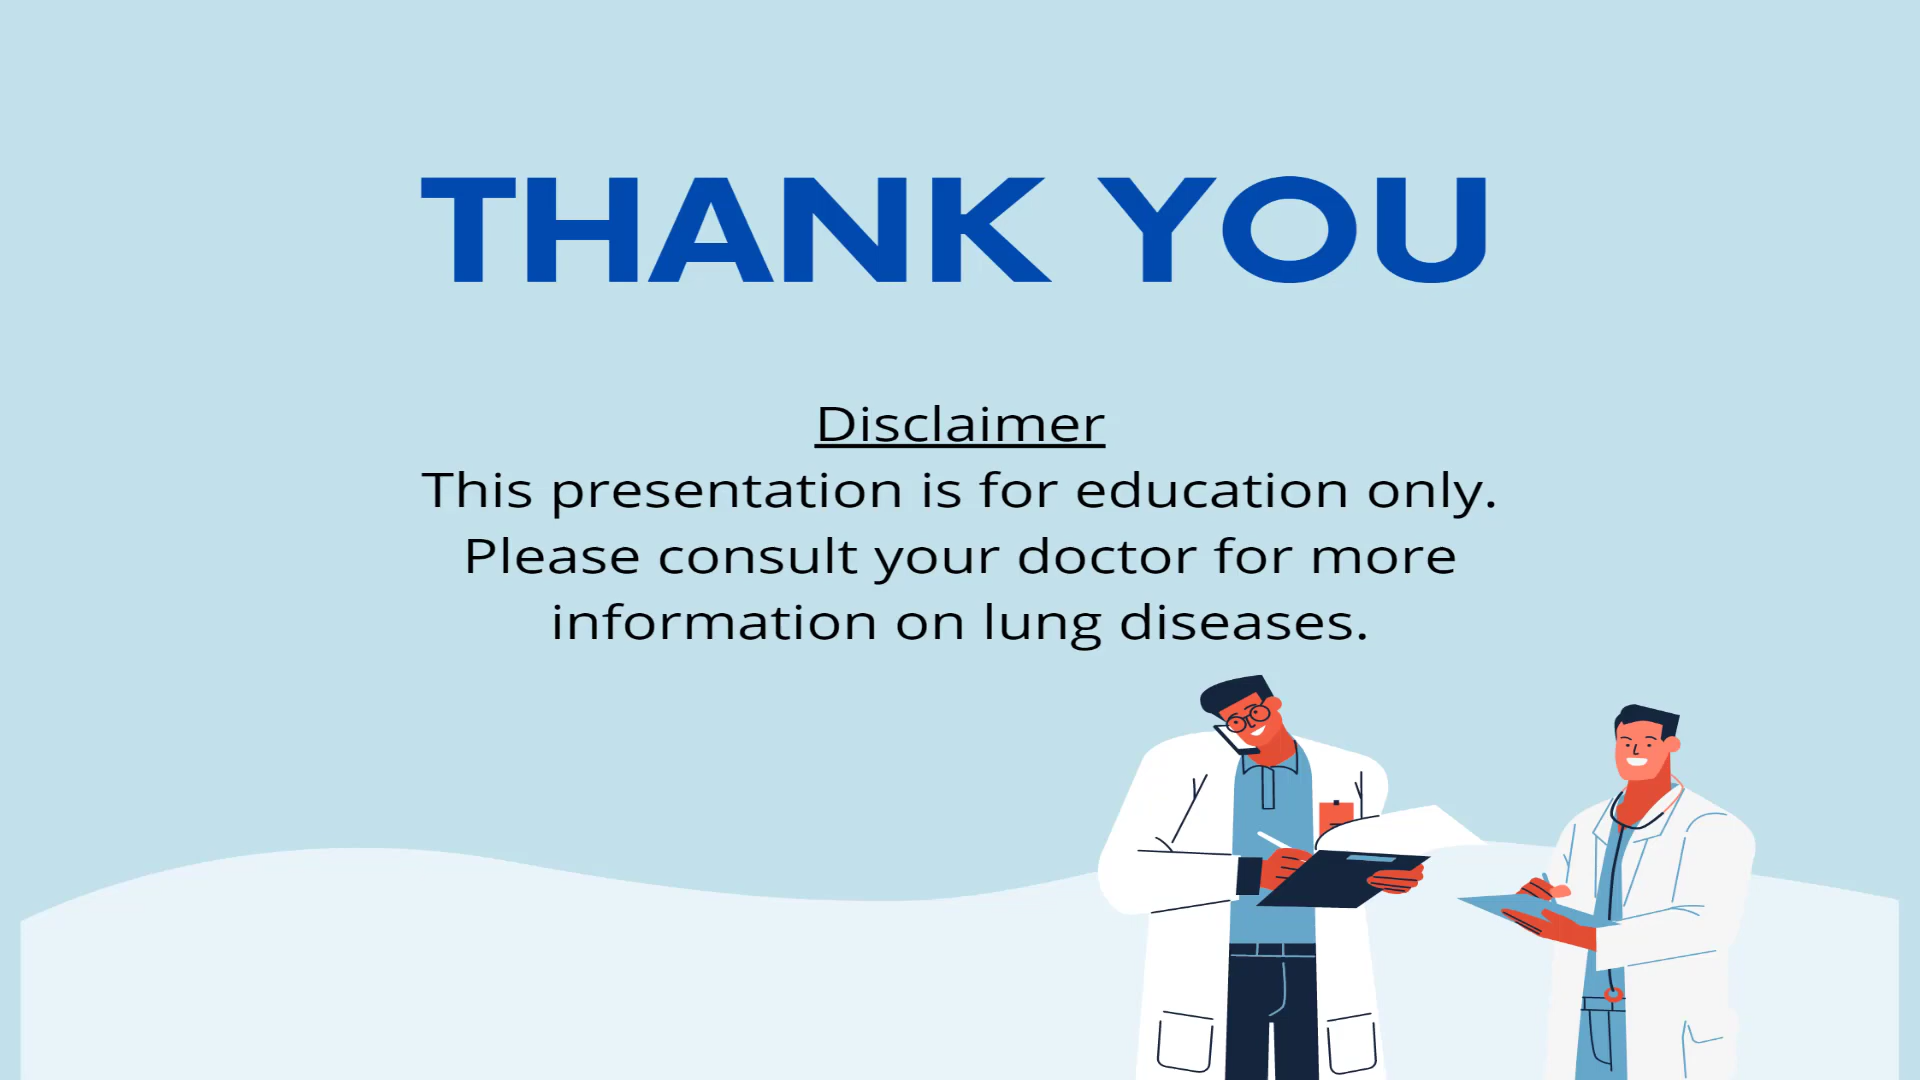 THANK YOU
Disclaimer
This presentation is for education only.
Please consult your doctor for more
information on lung diseases.